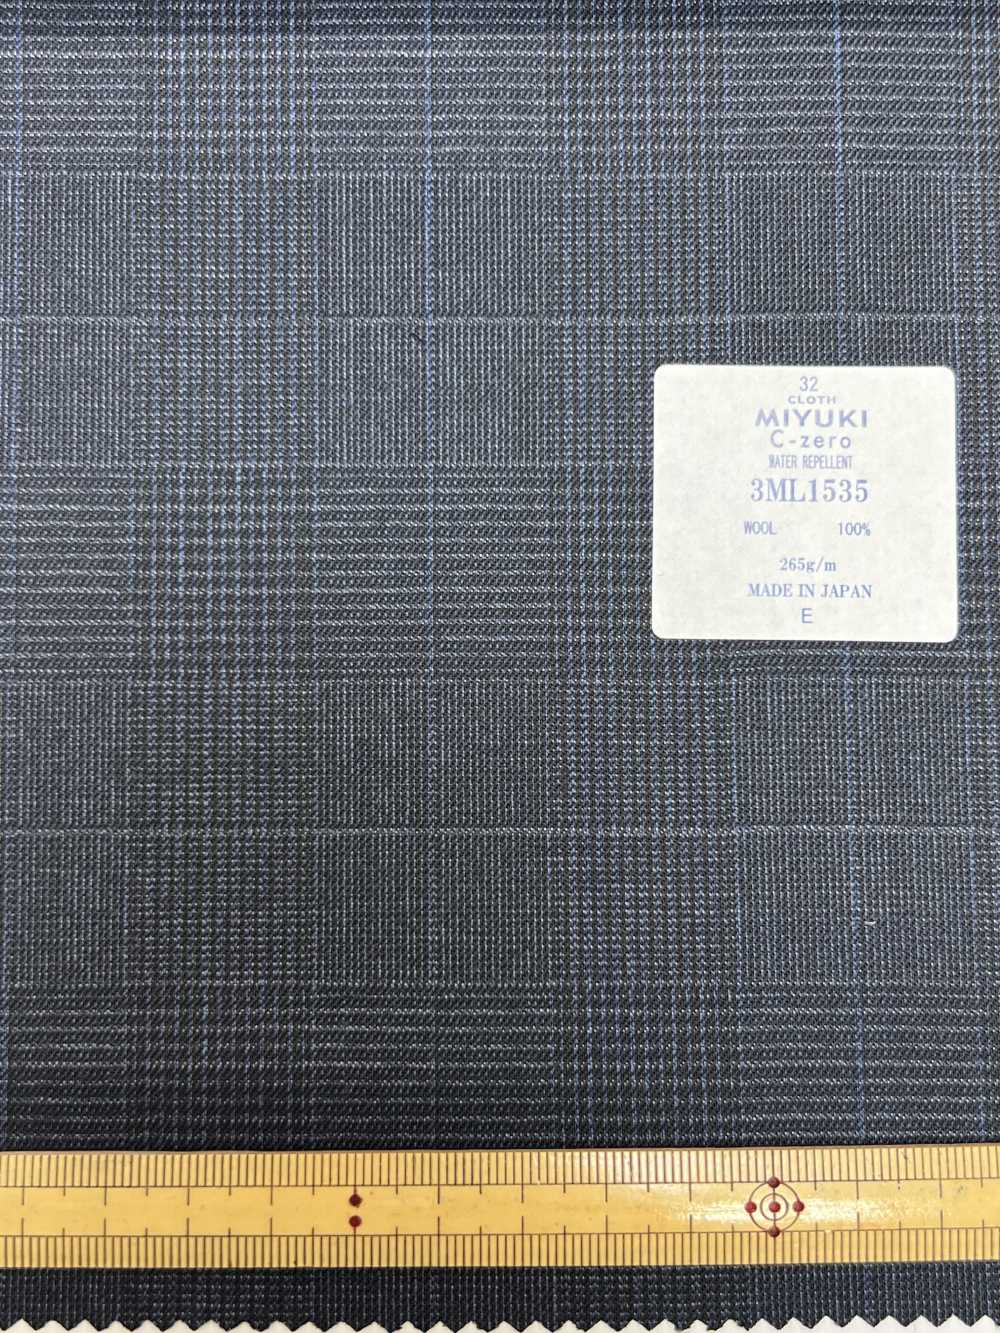 32
CLOTH
MIYUKI
C-zero
WATER REPELLENT
3ML1535
WOOL 100%
265g/m
MADE IN JAPAN
E